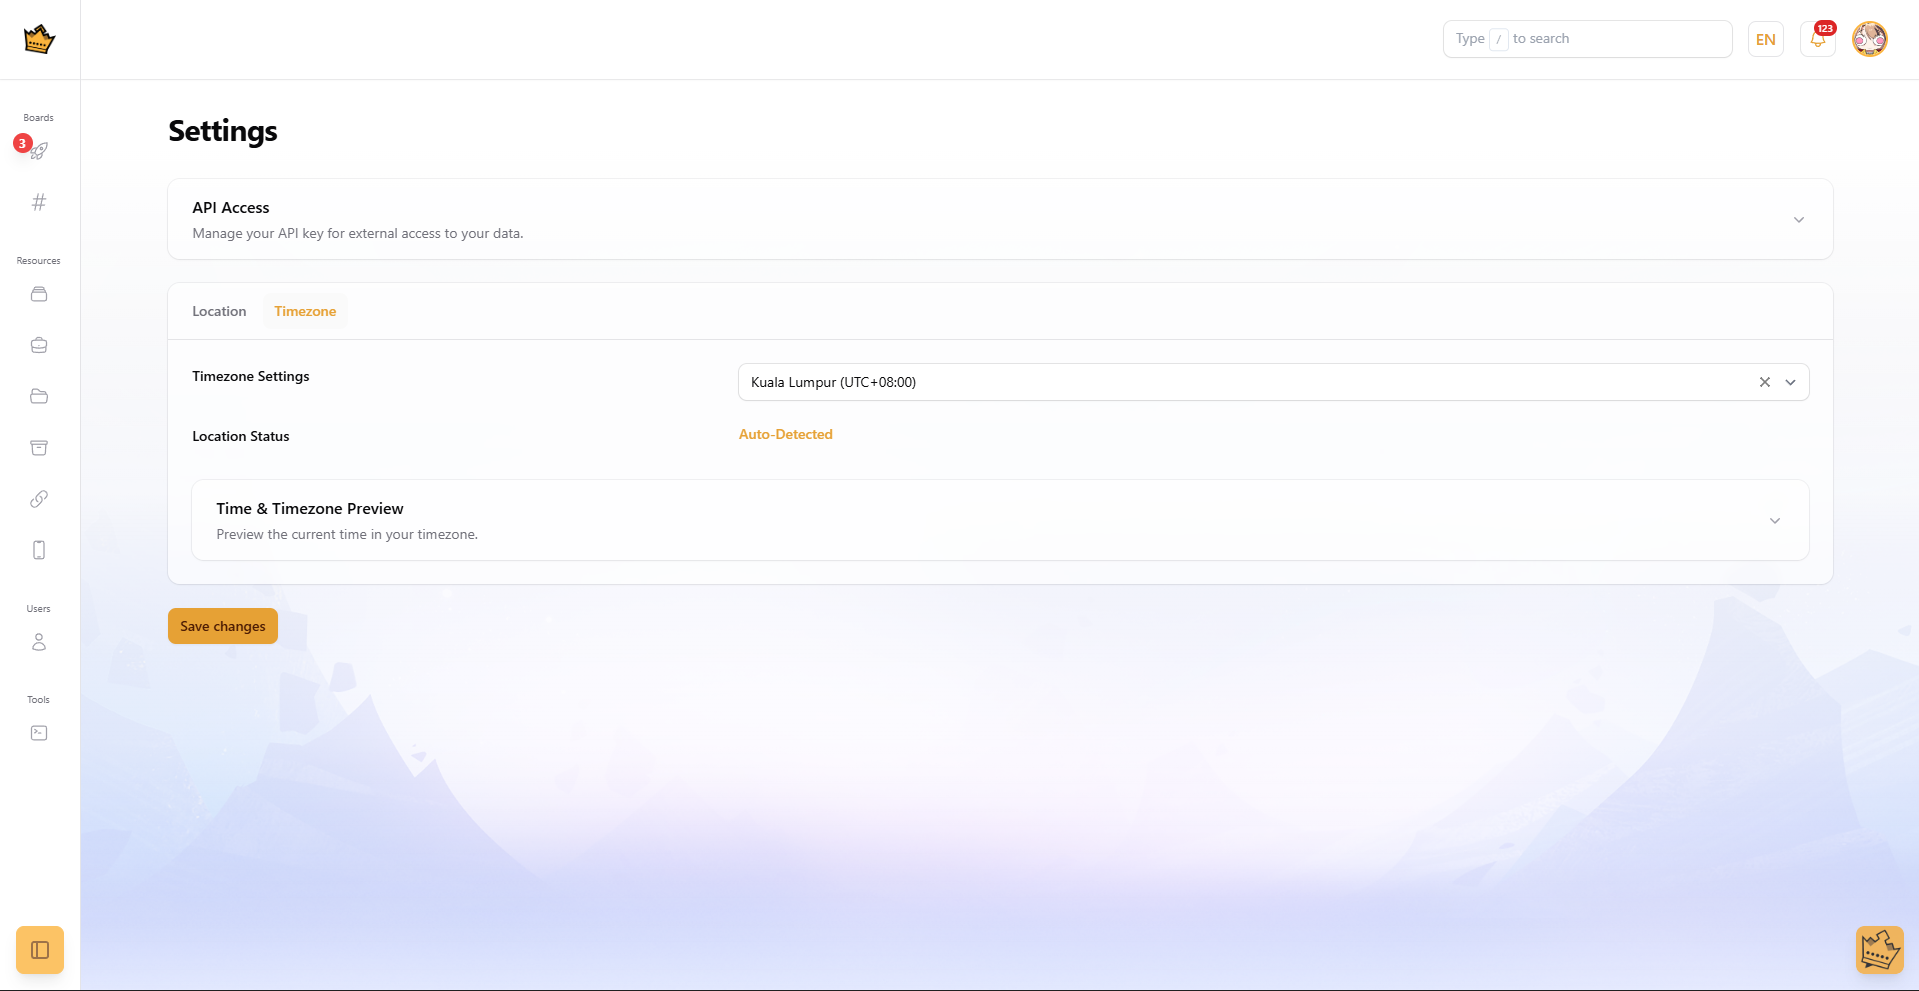 Type / to search
EN
123
Boards
3
Resources
Users
Tools
Settings
API Access
Manage your API key for external access to your data.
Location
Timezone
Timezone Settings
Kuala Lumpur (UTC+08:00)
Location Status
Auto-Detected
Time & Timezone Preview
Preview the current time in your timezone.
Save changes